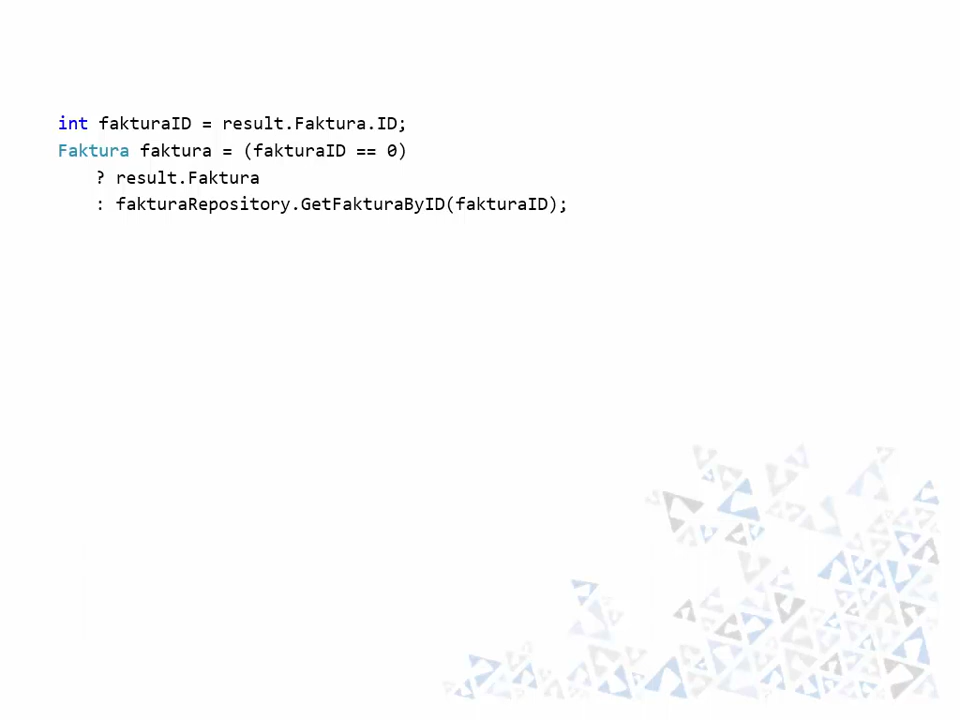 int fakturaID = result.Faktura.ID;
Faktura faktura = (fakturaID == 0)
? result.Faktura
: fakturaRepository.GetFakturaByID(fakturaID);